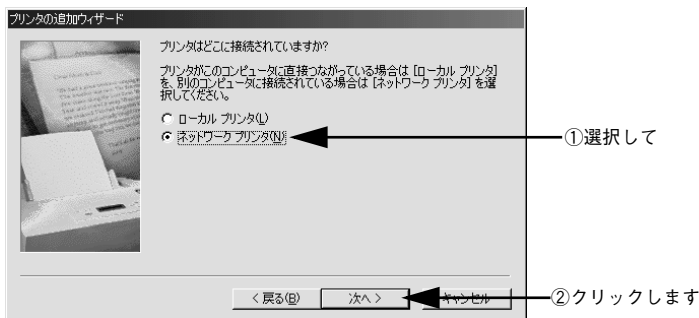 プリンタの追加ウィザード
プリンタはどこに接続されていますか?
プリンタがこのコンピュータに直接つながっている場合は [ローカル プリンタ]
を、別のコンピュータに接続されている場合は [ネットワーク プリンタ] を選
択してください。
ローカル プリンタ(L)
ネットワーク プリンタ(N)
①選択して
< 戻る(B)
次へ >
キャンセル
②クリックします